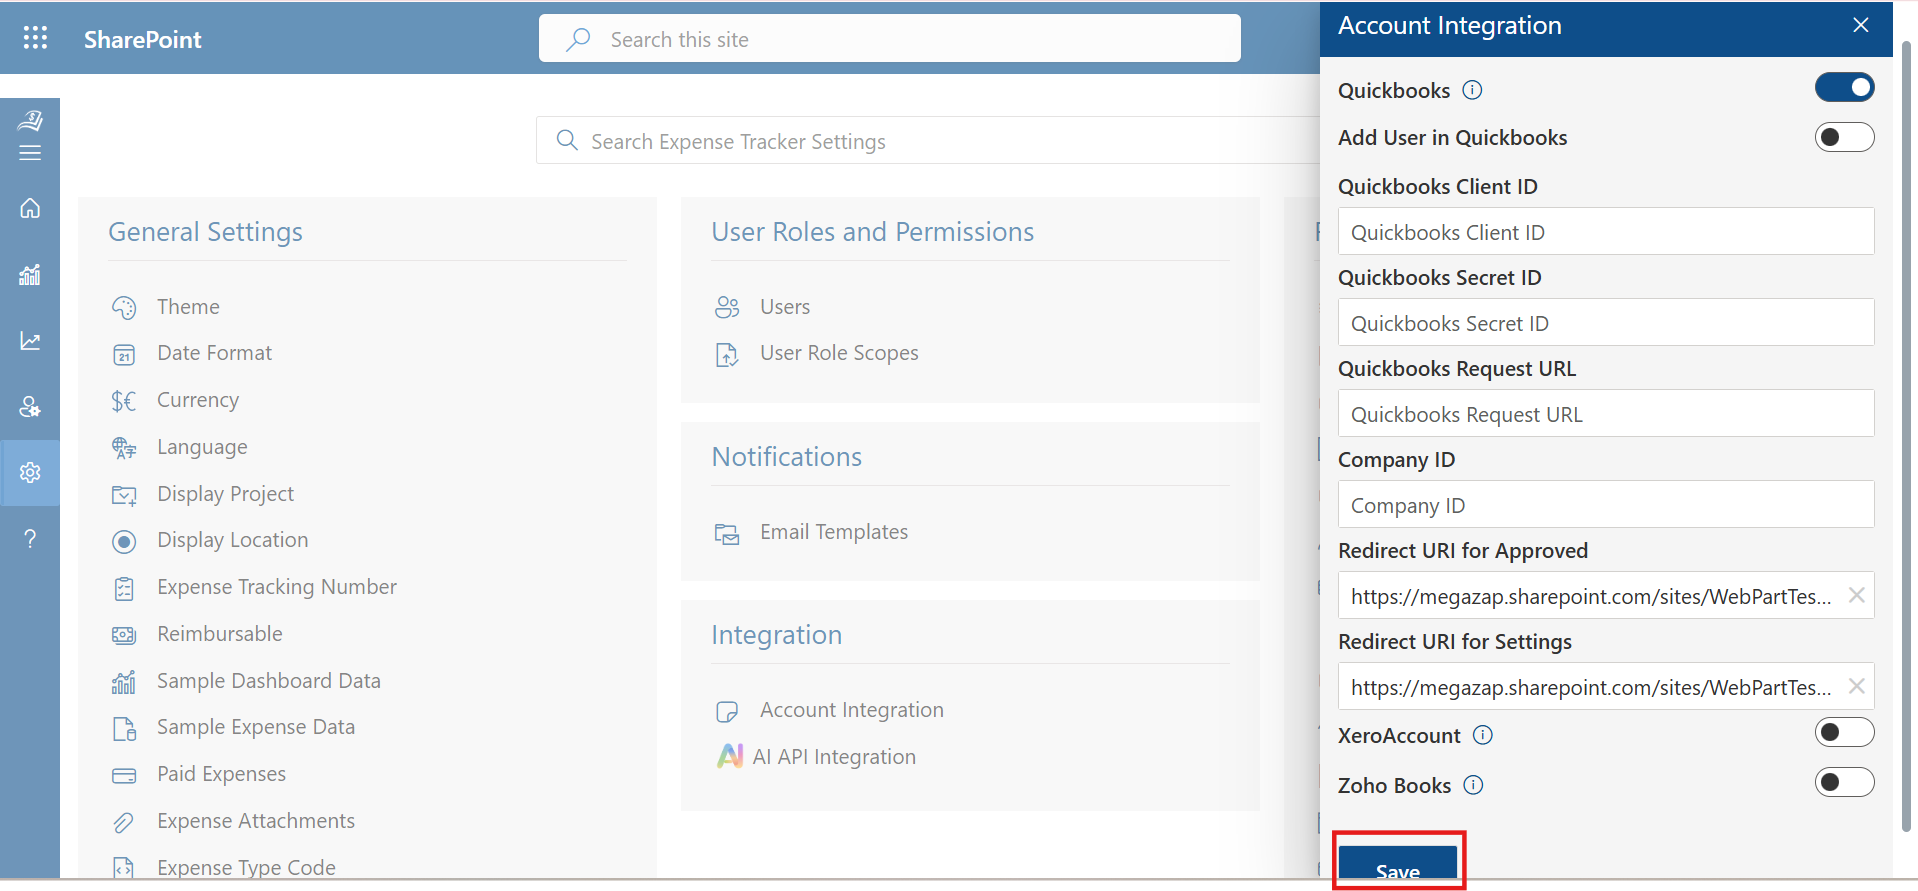 SharePoint
Search this site
Account Integration
Search Expense Tracker Settings
General Settings
Theme
21
Date Format
Currency
Language
Display Project
Display Location
Expense Tracking Number
Reimbursable
Sample Dashboard Data
Sample Expense Data
Paid Expenses
Expense Attachments
Expense Type Code
User Roles and Permissions
Users
User Role Scopes
Notifications
Email Templates
Integration
Account Integration
AI AI API Integration
Quickbooks
Add User in Quickbooks
Quickbooks Client ID
Quickbooks Client ID
Quickbooks Secret ID
Quickbooks Secret ID
Quickbooks Request URL
Quickbooks Request URL
Company ID
Company ID
Redirect URI for Approved
https://megazap.sharepoint.com/sites/WebPartTes...
Redirect URI for Settings
https://megazap.sharepoint.com/sites/WebPartTes...
XeroAccount
Zoho Books
Save